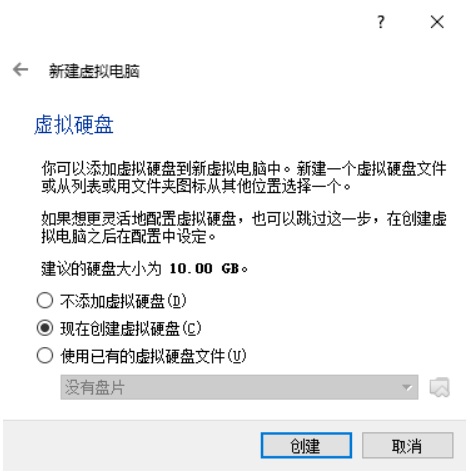 ?
新建虚拟电脑
虚拟硬盘
你可以添加虚拟硬盘到新虚拟电脑中。新建一个虚拟硬盘文件
或从列表或用文件夹图标从其他位置选择一个。
如果想更灵活地配置虚拟硬盘，也可以跳过这一步，在创建虚
拟电脑之后在配置中设定。
建议的硬盘大小为 10.00 GB。
不添加虚拟硬盘(D)
现在创建虚拟硬盘(C)
使用已有的虚拟硬盘文件(U)
没有盘片
创建 取消